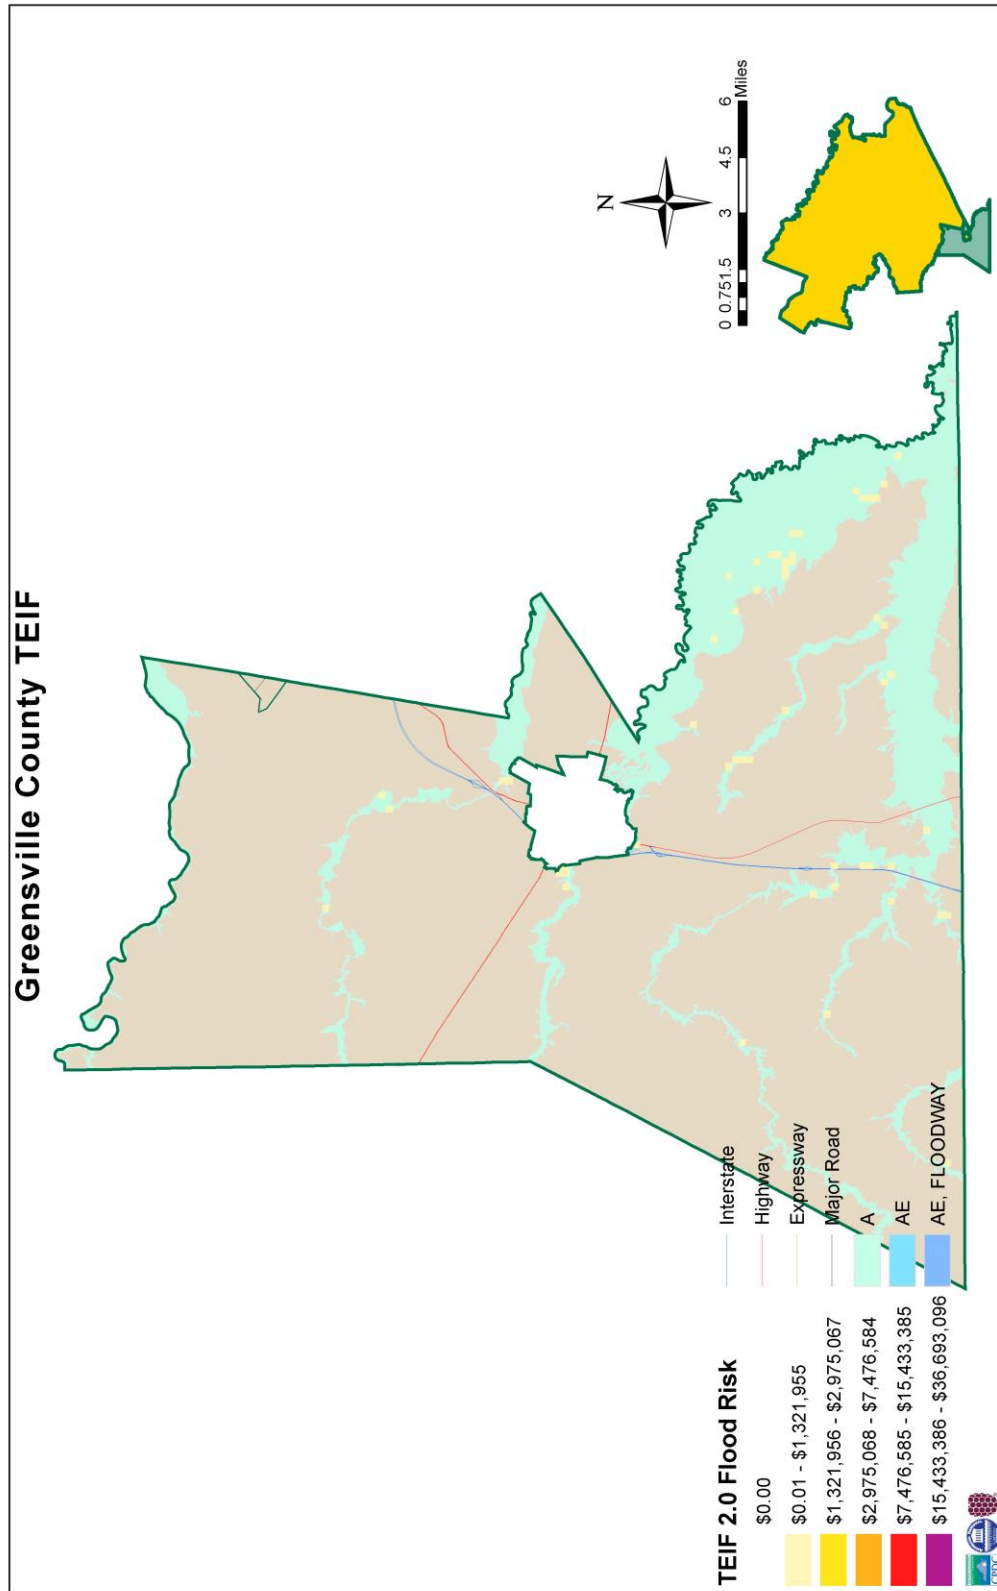 Greensville County TEIF
N
0 0.75 1.5 3 4.5 6
Miles
TEIF 2.0 Flood Risk
$0.00
$0.01 - $1,321,955
$1,321,956 - $2,975,067
$2,975,068 - $7,476,584
$7,476,585 - $15,433,385
$15,433,386 - $36,693,096
Interstate
Highway
Expressway
Major Road
A
AE
AE, FLOODWAY